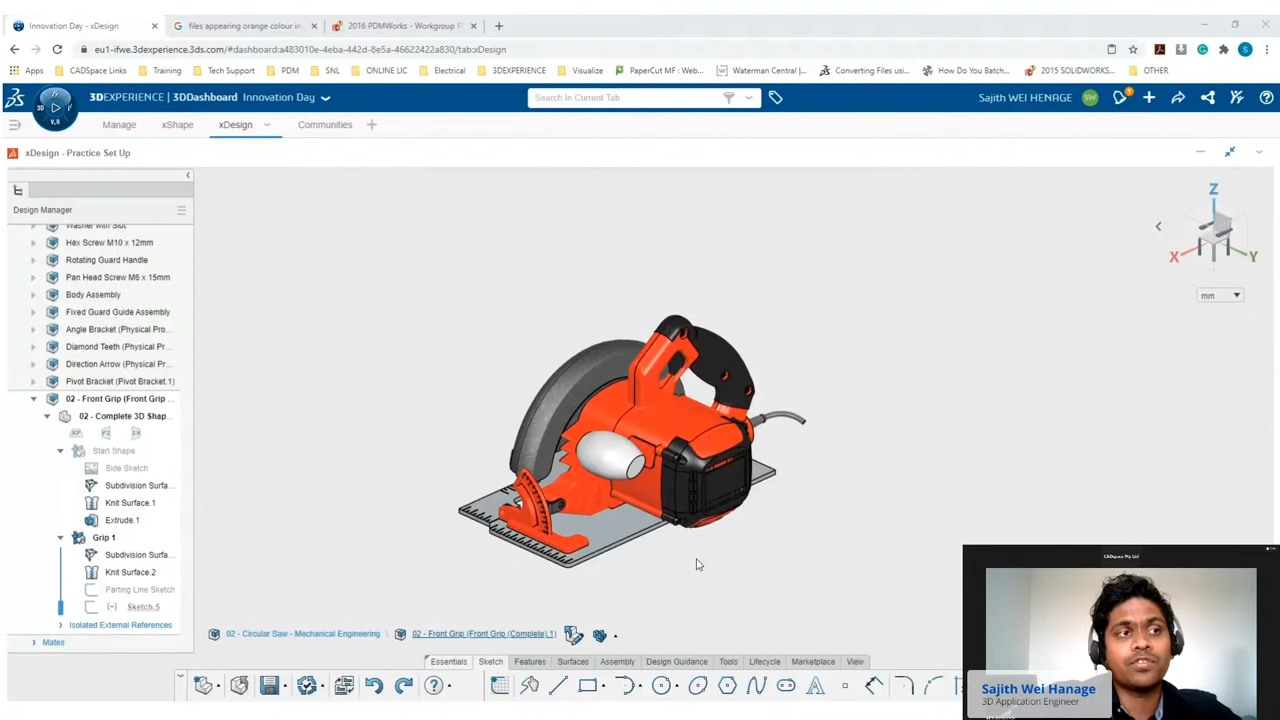 Innovation Day - xDesign
files appearing orange colour in
2016 PDMWorks - Workgroup P
eu1-ifwe.3dexperience.3ds.com/#dashboard:a483010e-4eba-442d-8e5a-46622422a830/tab:xDesign
Apps CADSpace Links Training Tech Support PDM SNL ONLINE LIC Electrical 3DEXPERIENCE Visualize PaperCut MF : Web... Waterman Central |... Converting Files usin... How Do You Batch... 2015 SOLIDWORKS... OTHER
3DEXPERIENCE | 3DDashboard Innovation Day
Search In Current Tab
Sajith WEI HENAGE SW
3D V.R
Manage xShape xDesign Communities
xDesign - Practice Set Up
Design Manager
Washer with Slot
Hex Screw M10 x 12mm
Rotating Guard Handle
Pan Head Screw M6 x 15mm
Body Assembly
Fixed Guard Guide Assembly
Angle Bracket (Physical Pro...
Diamond Teeth (Physical Pr...
Direction Arrow (Physical Pr...
Pivot Bracket (Pivot Bracket.1)
02 - Front Grip (Front Grip ...
02 - Complete 3D Shap...
Start Shape
Side Sketch
Subdivision Surfa...
Knit Surface.1
Extrude.1
Grip 1
Subdivision Surfa...
Knit Surface.2
Parting Line Sketch
(-) Sketch.5
Isolated External References
Mates
Z
X Y
mm
02 - Circular Saw - Mechanical Engineering \ 02 - Front Grip (Front Grip (Complete).1)
Essentials Sketch Features Surfaces Assembly Design Guidance Tools Lifecycle Marketplace View
CADspace Pty Ltd
Sajith Wei Hanage
3D Application Engineer